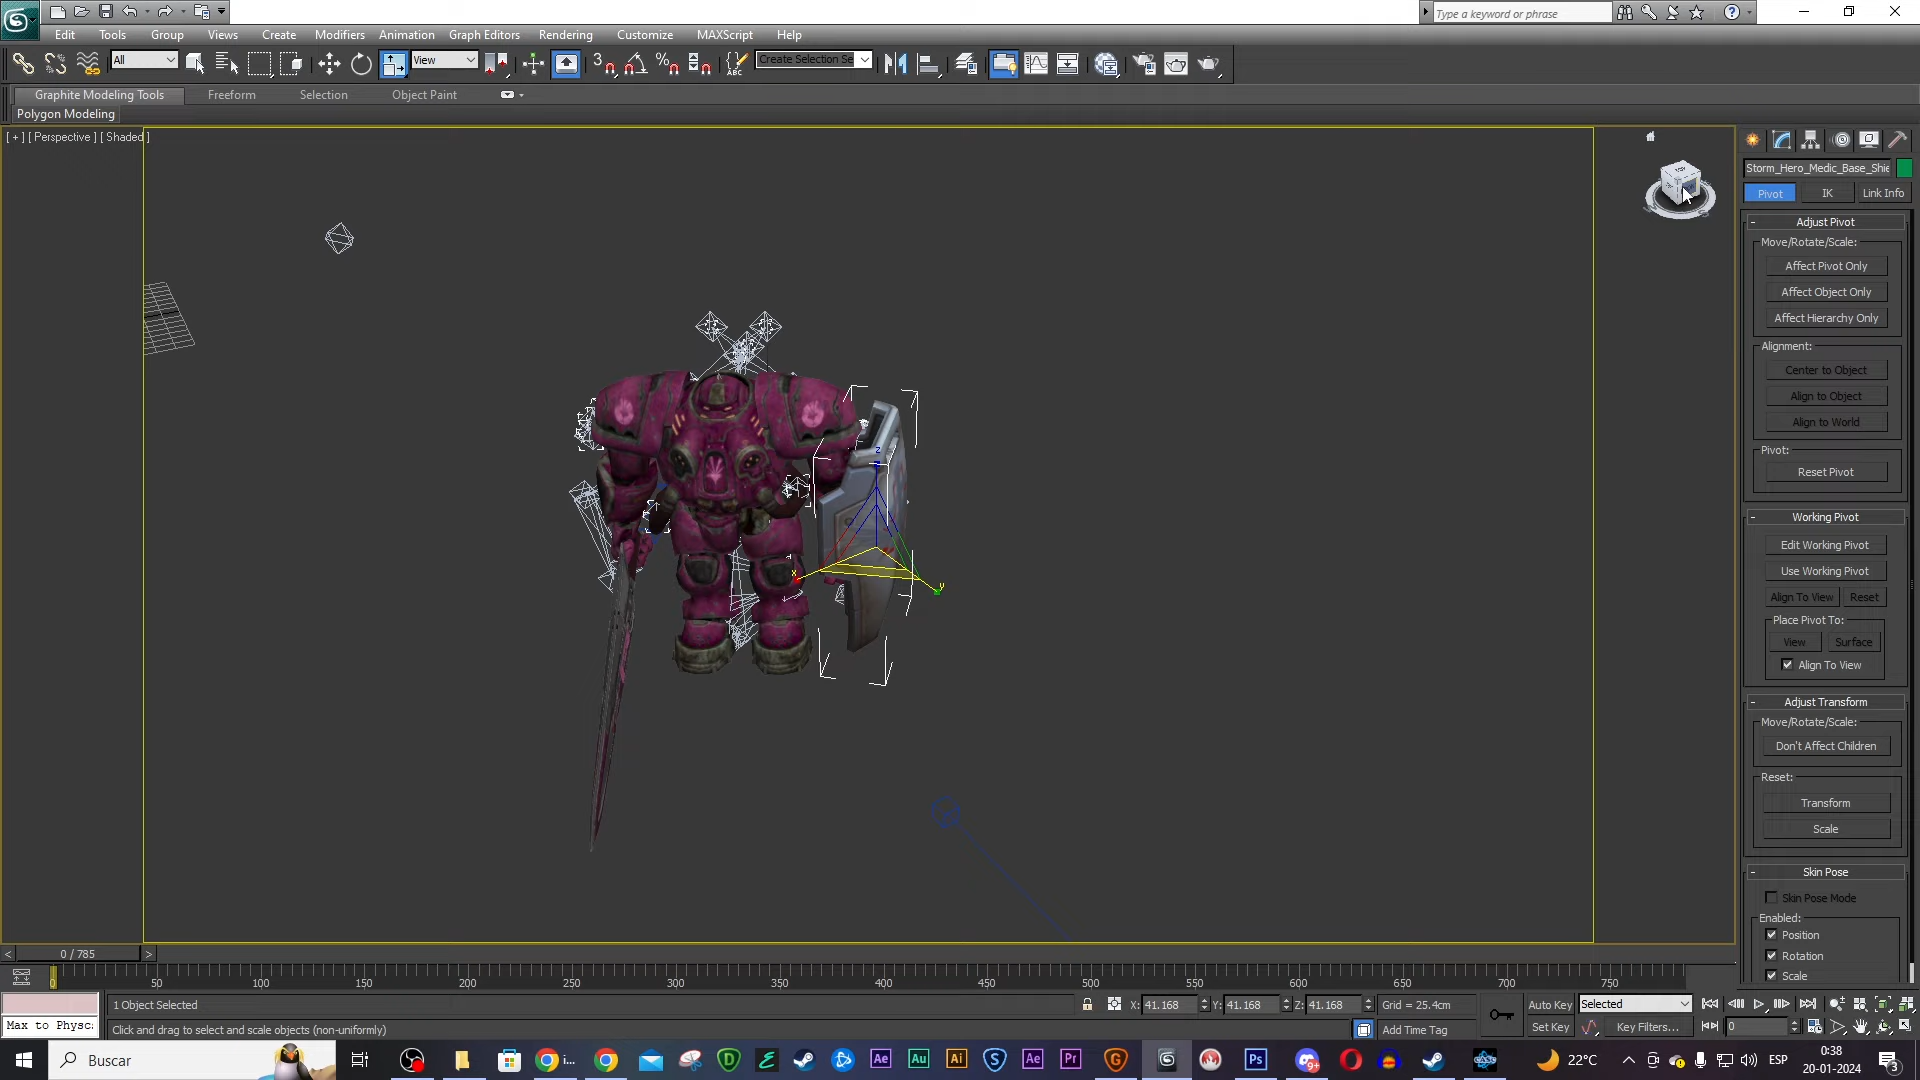 Type a keyword or phrase
Edit Tools Group Views Create Modifiers Animation Graph Editors Rendering Customize MAXScript Help
All View Create Selection Se
Graphite Modeling Tools Freeform Selection Object Paint
Polygon Modeling
[ + ] [ Perspective ] [ Shaded ]
Storm_Hero_Medic_Base_Shie
Pivot IK Link Info
- Adjust Pivot
Move/Rotate/Scale:
Affect Pivot Only
Affect Object Only
Affect Hierarchy Only
Alignment:
Center to Object
Align to Object
Align to World
Pivot:
Reset Pivot
- Working Pivot
Edit Working Pivot
Use Working Pivot
Align To View Reset
Place Pivot To:
View Surface
Align To View
- Adjust Transform
Move/Rotate/Scale:
Don't Affect Children
Reset:
Transform
Scale
- Skin Pose
Skin Pose Mode
Enabled:
Position
Rotation
Scale
z
x
y
< 0 / 785 >
0 50 100 150 200 250 300 350 400 450 500 550 600 650 700 750
1 Object Selected X: 41.168 Y: 41.168 Z: 41.168 Grid = 25.4cm Auto Key Selected
Max to Physc: Click and drag to select and scale objects (non-uniformly) Add Time Tag Set Key Key Filters... 0
Buscar i... 22°C ESP 0:38
20-01-2024